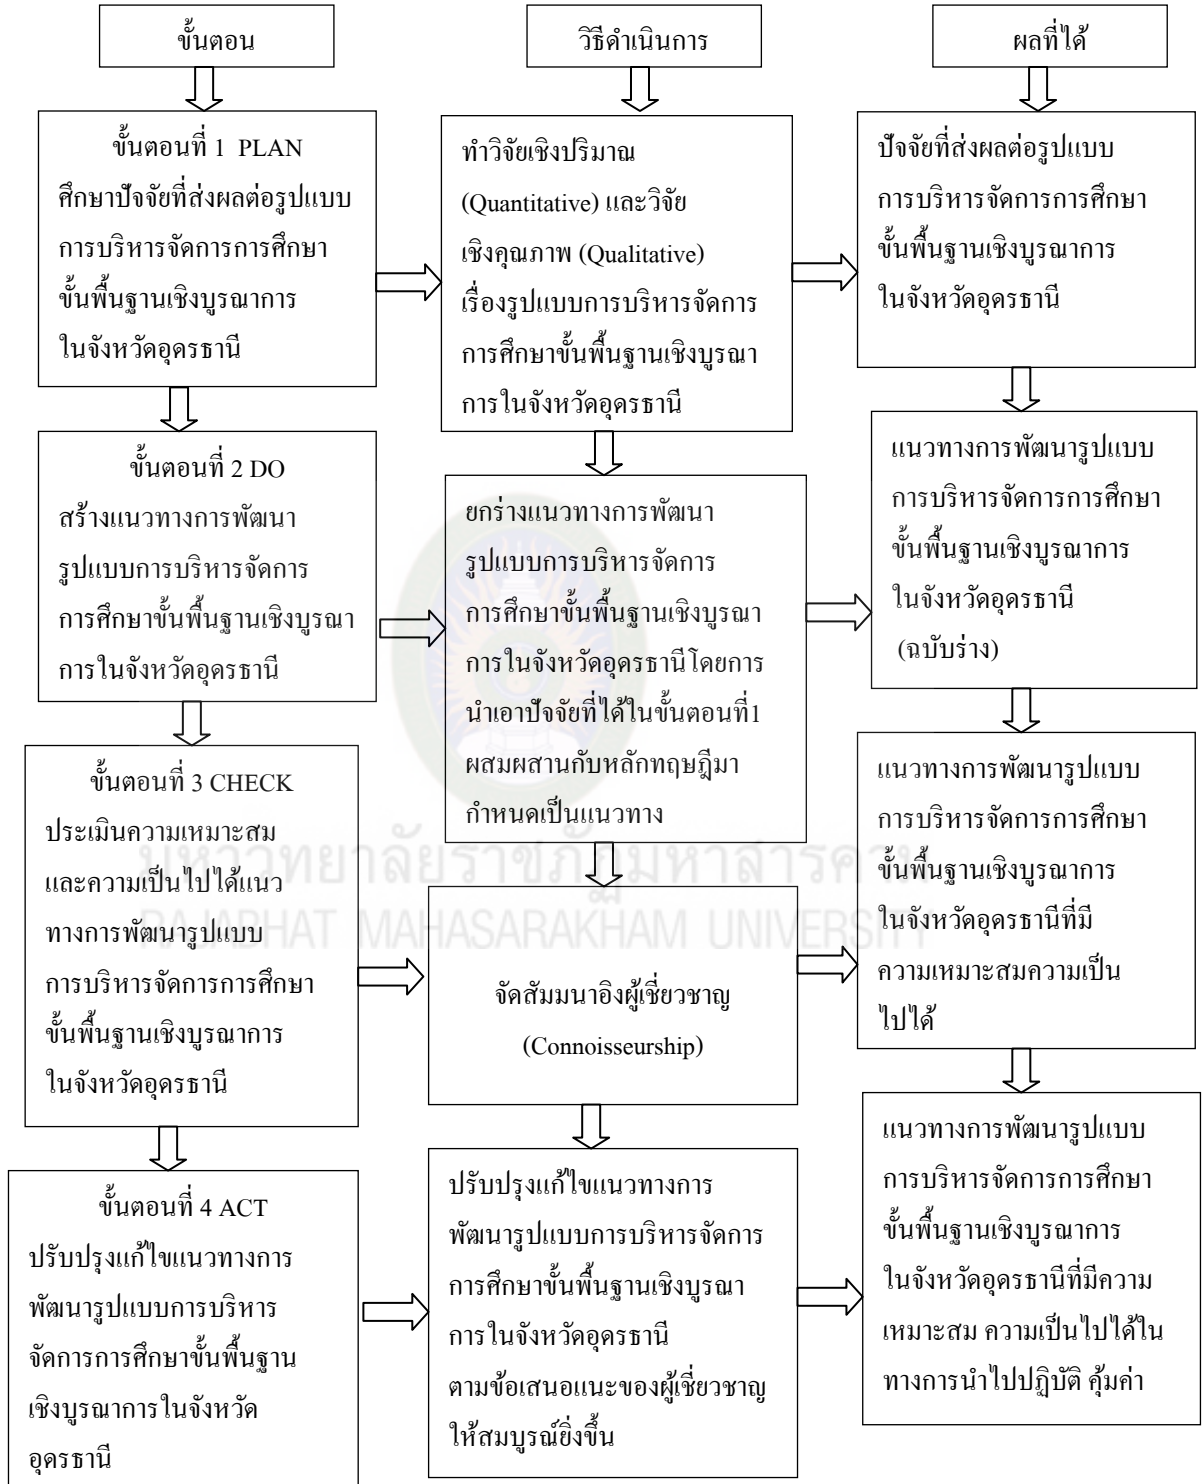 ขั้นตอน
วิธีดำเนินการ
ผลที่ได้
ขั้นตอนที่ 1 PLAN
ศึกษาปัจจัยที่ส่งผลต่อรูปแบบ
การบริหารจัดการการศึกษา
ขั้นพื้นฐานเชิงบูรณาการ
ในจังหวัดอุดรธานี
ทำวิจัยเชิงปริมาณ
(Quantitative) และวิจัย
เชิงคุณภาพ (Qualitative)
เรื่องรูปแบบการบริหารจัดการ
การศึกษาขั้นพื้นฐานเชิงบูรณา
การในจังหวัดอุดรธานี
ปัจจัยที่ส่งผลต่อรูปแบบ
การบริหารจัดการการศึกษา
ขั้นพื้นฐานเชิงบูรณาการ
ในจังหวัดอุดรธานี
ขั้นตอนที่ 2 DO
สร้างแนวทางการพัฒนา
รูปแบบการบริหารจัดการ
การศึกษาขั้นพื้นฐานเชิงบูรณา
การในจังหวัดอุดรธานี
ยกร่างแนวทางการพัฒนา
รูปแบบการบริหารจัดการ
การศึกษาขั้นพื้นฐานเชิงบูรณา
การในจังหวัดอุดรธานีโดยการ
นำเอาปัจจัยที่ได้ในขั้นตอนที่1
ผสมผสานกับหลักทฤษฎีมา
กำหนดเป็นแนวทาง
แนวทางการพัฒนารูปแบบ
การบริหารจัดการการศึกษา
ขั้นพื้นฐานเชิงบูรณาการ
ในจังหวัดอุดรธานี
(ฉบับร่าง)
ขั้นตอนที่ 3 CHECK
ประเมินความเหมาะสม
และความเป็นไปได้แนว
ทางการพัฒนารูปแบบ
การบริหารจัดการการศึกษา
ขั้นพื้นฐานเชิงบูรณาการ
ในจังหวัดอุดรธานี
จัดสัมมนาอิงผู้เชี่ยวชาญ
(Connoisseurship)
แนวทางการพัฒนารูปแบบ
การบริหารจัดการการศึกษา
ขั้นพื้นฐานเชิงบูรณาการ
ในจังหวัดอุดรธานีที่มี
ความเหมาะสมความเป็น
ไปได้
ขั้นตอนที่ 4 ACT
ปรับปรุงแก้ไขแนวทางการ
พัฒนารูปแบบการบริหาร
จัดการการศึกษาขั้นพื้นฐาน
เชิงบูรณาการในจังหวัด
อุดรธานี
ปรับปรุงแก้ไขแนวทางการ
พัฒนารูปแบบการบริหารจัดการ
การศึกษาขั้นพื้นฐานเชิงบูรณา
การในจังหวัดอุดรธานี
ตามข้อเสนอแนะของผู้เชี่ยวชาญ
ให้สมบูรณ์ยิ่งขึ้น
แนวทางการพัฒนารูปแบบ
การบริหารจัดการการศึกษา
ขั้นพื้นฐานเชิงบูรณาการ
ในจังหวัดอุดรธานีที่มีความ
เหมาะสม ความเป็นไปได้ใน
ทางการนำไปปฏิบัติ คุ้มค่า
มหาวิทยาลัยราชภัฏมหาสารคาม
RAJABHAT MAHASARAKHAM UNIVERSITY